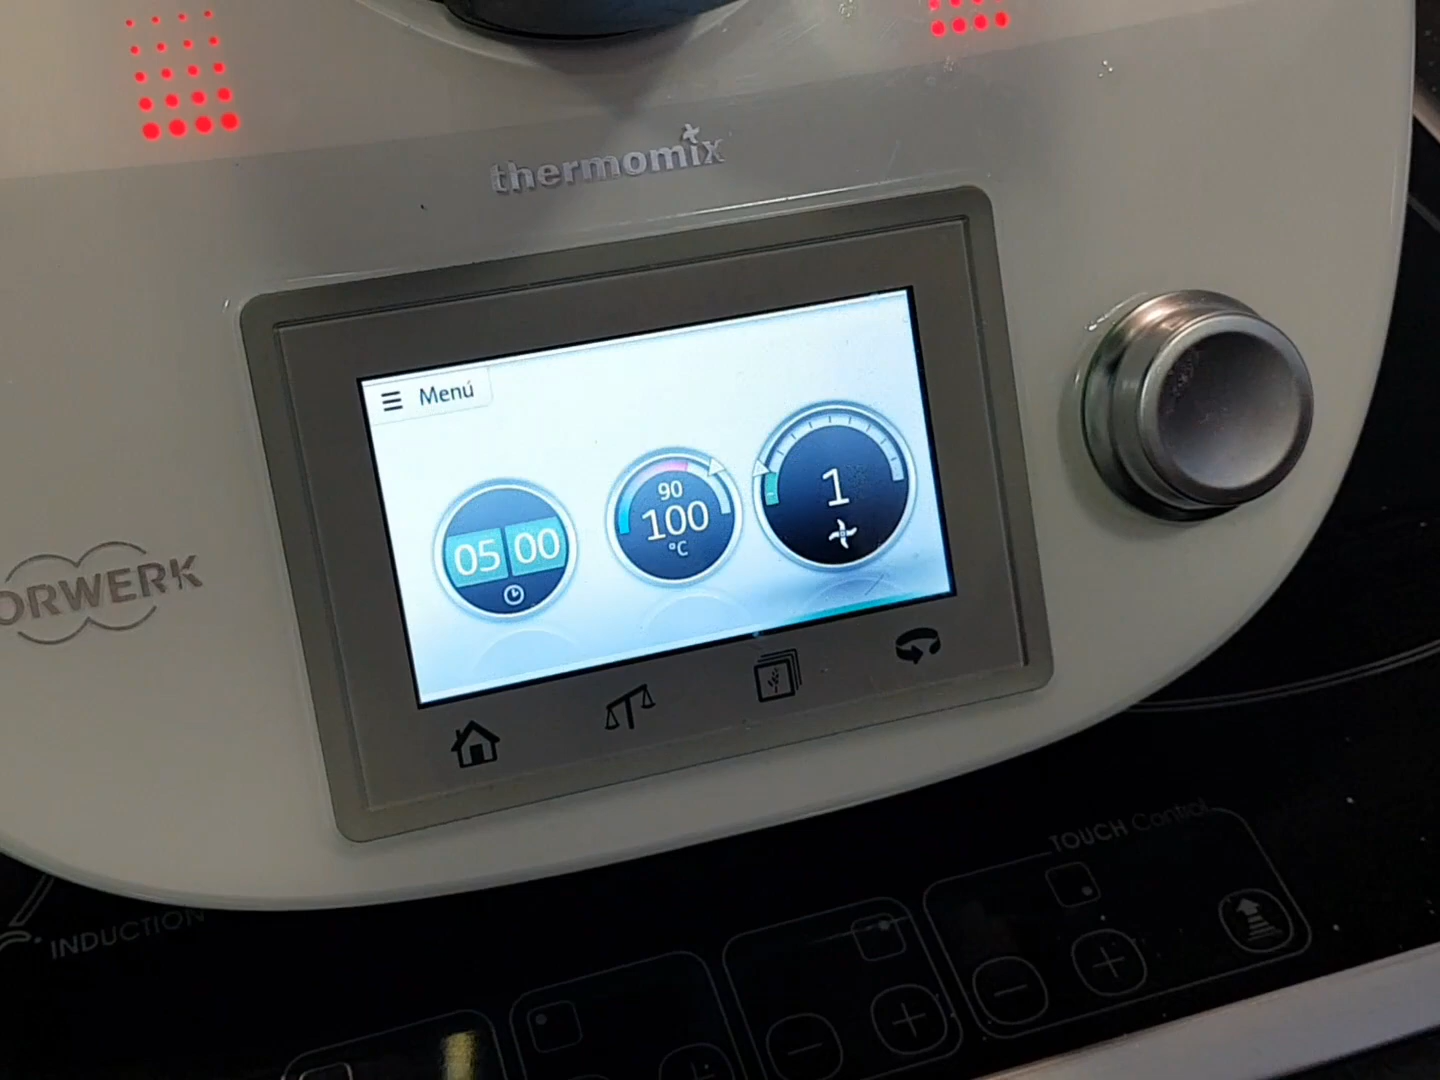 thermomix
Menú
05 00
90
100
°C
1
ORWERK
TOUCH Control
INDUCTION